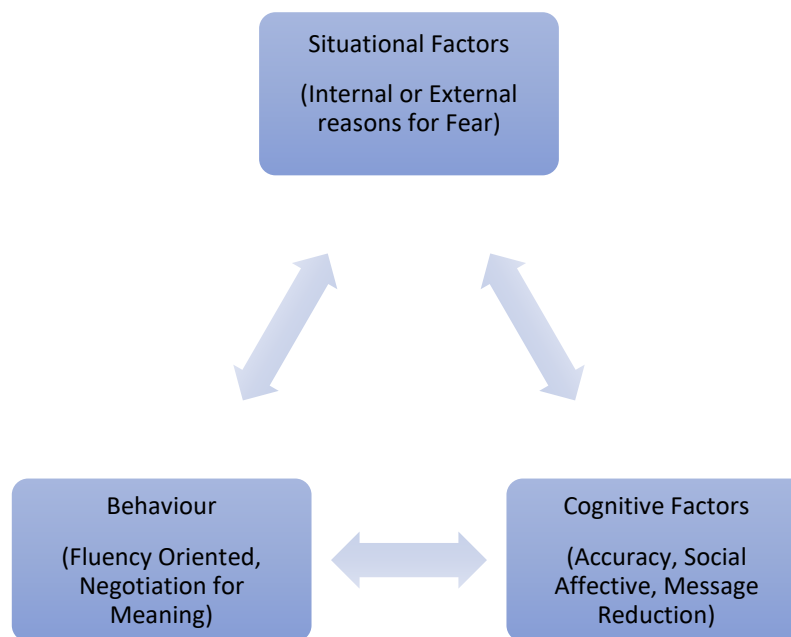 Situational Factors
(Internal or External
reasons for Fear)
Behaviour
(Fluency Oriented,
Negotiation for
Meaning)
Cognitive Factors
(Accuracy, Social
Affective, Message
Reduction)